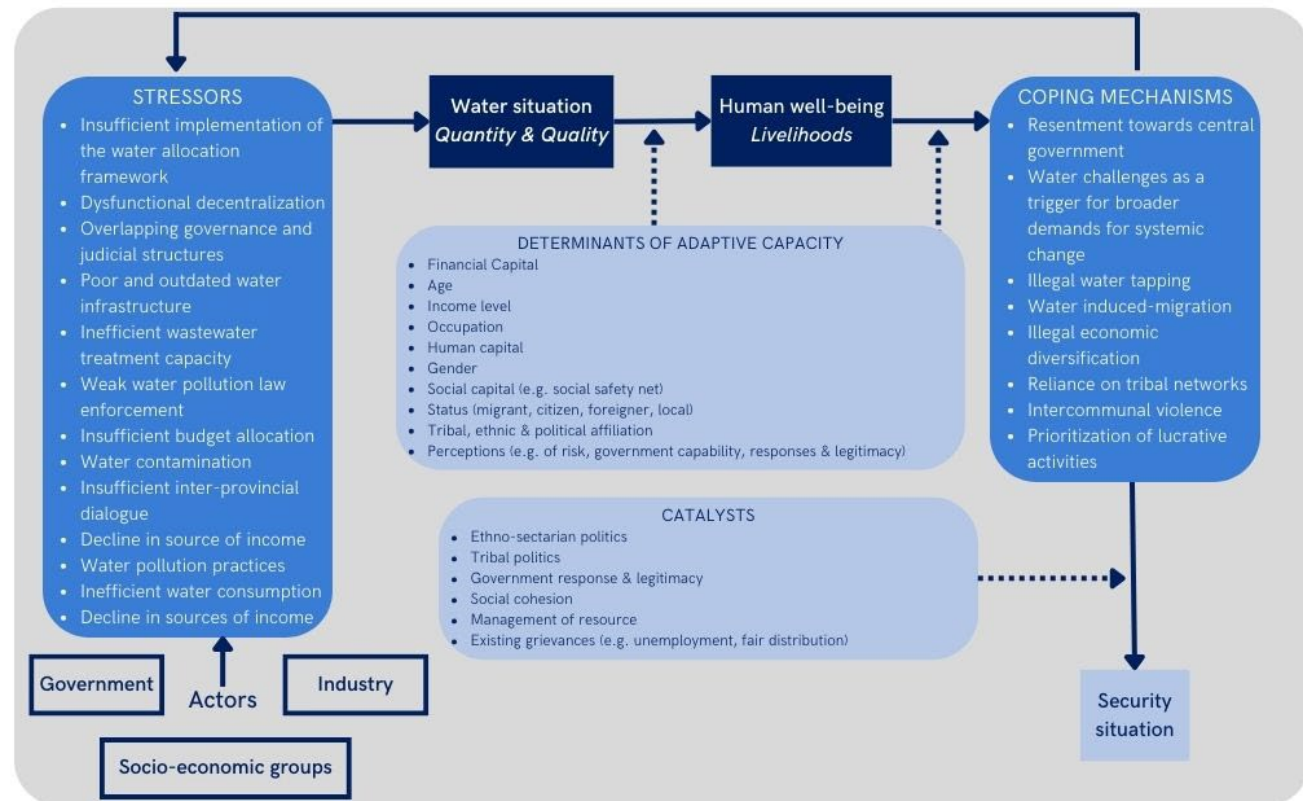 STRESSORS
• Insufficient implementation of
the water allocation
framework
• Dysfunctional decentralization
• Overlapping governance and
judicial structures
• Poor and outdated water
infrastructure
• Inefficient wastewater
treatment capacity
• Weak water pollution law
enforcement
• Insufficient budget allocation
• Water contamination
• Insufficient inter-provincial
dialogue
• Decline in source of income
• Water pollution practices
• Inefficient water consumption
• Decline in sources of income
Government
Actors
Industry
Socio-economic groups
Water situation
Quantity & Quality
Human well-being
Livelihoods
DETERMINANTS OF ADAPTIVE CAPACITY
• Financial Capital
• Age
• Income level
• Occupation
• Human capital
• Gender
• Social capital (e.g. social safety net)
• Status (migrant, citizen, foreigner, local)
• Tribal, ethnic & political affiliation
• Perceptions (e.g. of risk, government capability, responses & legitimacy)
CATALYSTS
• Ethno-sectarian politics
• Tribal politics
• Government response & legitimacy
• Social cohesion
• Management of resource
• Existing grievances (e.g. unemployment, fair distribution)
COPING MECHANISMS
• Resentment towards central
government
• Water challenges as a
trigger for broader
demands for systemic
change
• Illegal water tapping
• Water induced-migration
• Illegal economic
diversification
• Reliance on tribal networks
• Intercommunal violence
• Prioritization of lucrative
activities
Security
situation